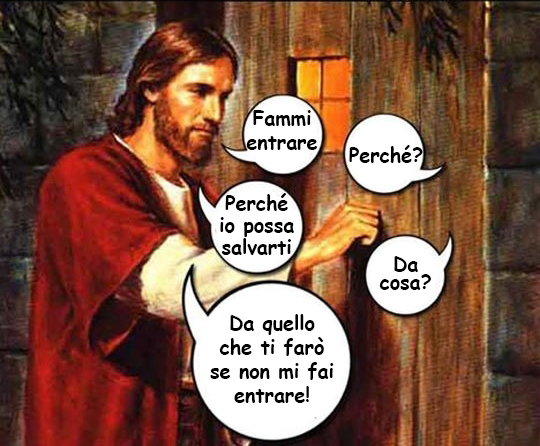 Fammi
entrare
Perché?
Perché
io possa
salvarti
Da
cosa?
Da quello
che ti farò
se non mi fai
entrare!